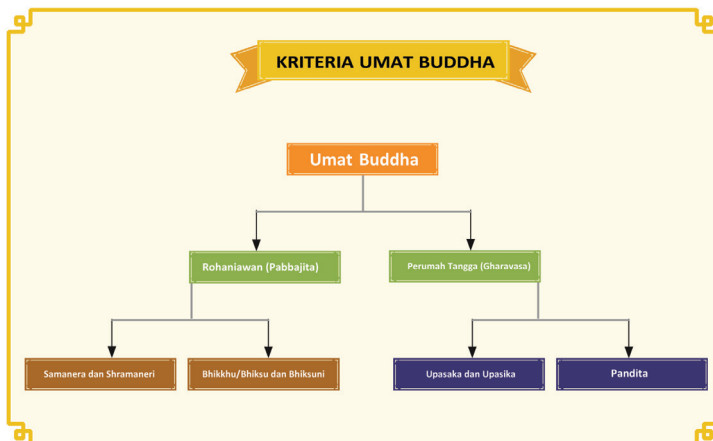 KRITERIA UMAT BUDDHA
Umat Buddha
Rohaniawan (Pabbajita)
Perumah Tangga (Gharavasa)
Samanera dan Shramaneri
Bhikkhu/Bhiksu dan Bhiksuni
Upasaka dan Upasika
Pandita